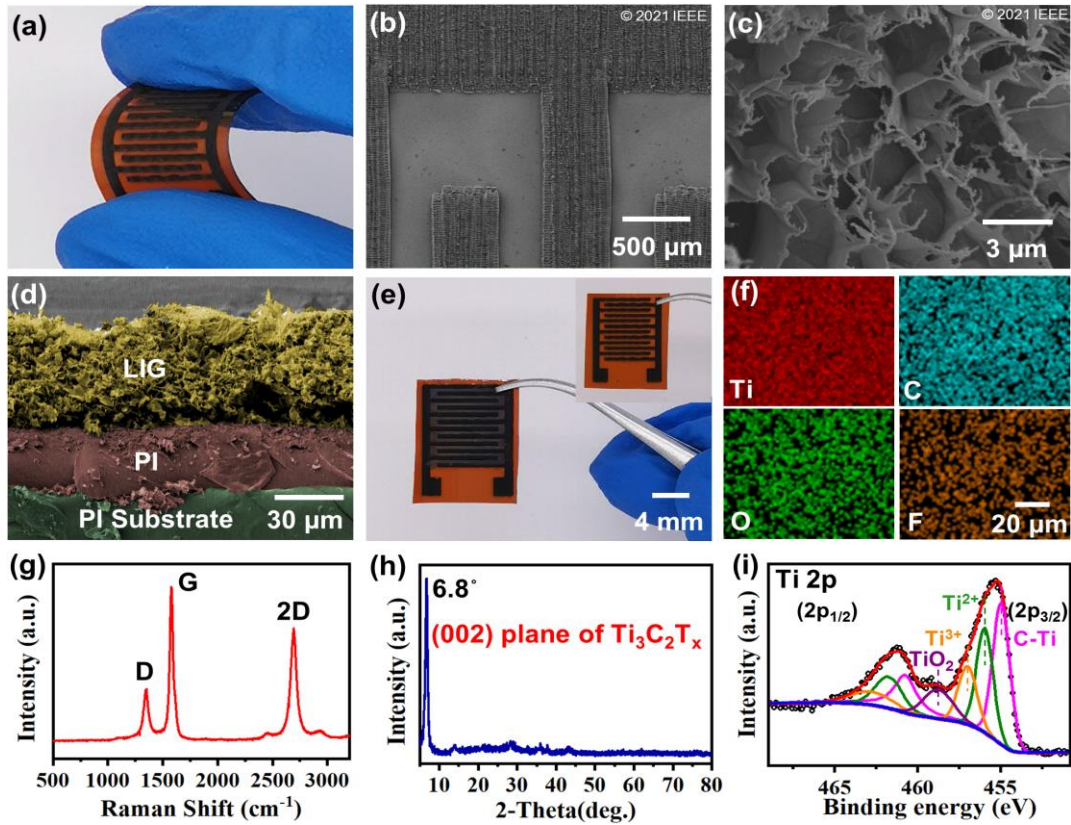 (a)
(b)
© 2021 IEEE
500 µm
(c)
© 2021 IEEE
3 µm
(d)
LIG
PI
PI Substrate
30 µm
(e)
4 mm
(f)
Ti
C
O
F
20 µm
(g)
D
G
2D
Intensity (a.u.)
500 1000 1500 2000 2500 3000
Raman Shift (cm-1)
(h)
6.8°
(002) plane of Ti3C2Tx
Intensity (a.u.)
10 20 30 40 50 60 70 80
2-Theta(deg.)
(i)
Ti 2p
(2p1/2)
Ti2+
(2p3/2)
Ti3+
C-Ti
TiO2
Intensity (a.u.)
465 460 455
Binding energy (eV)